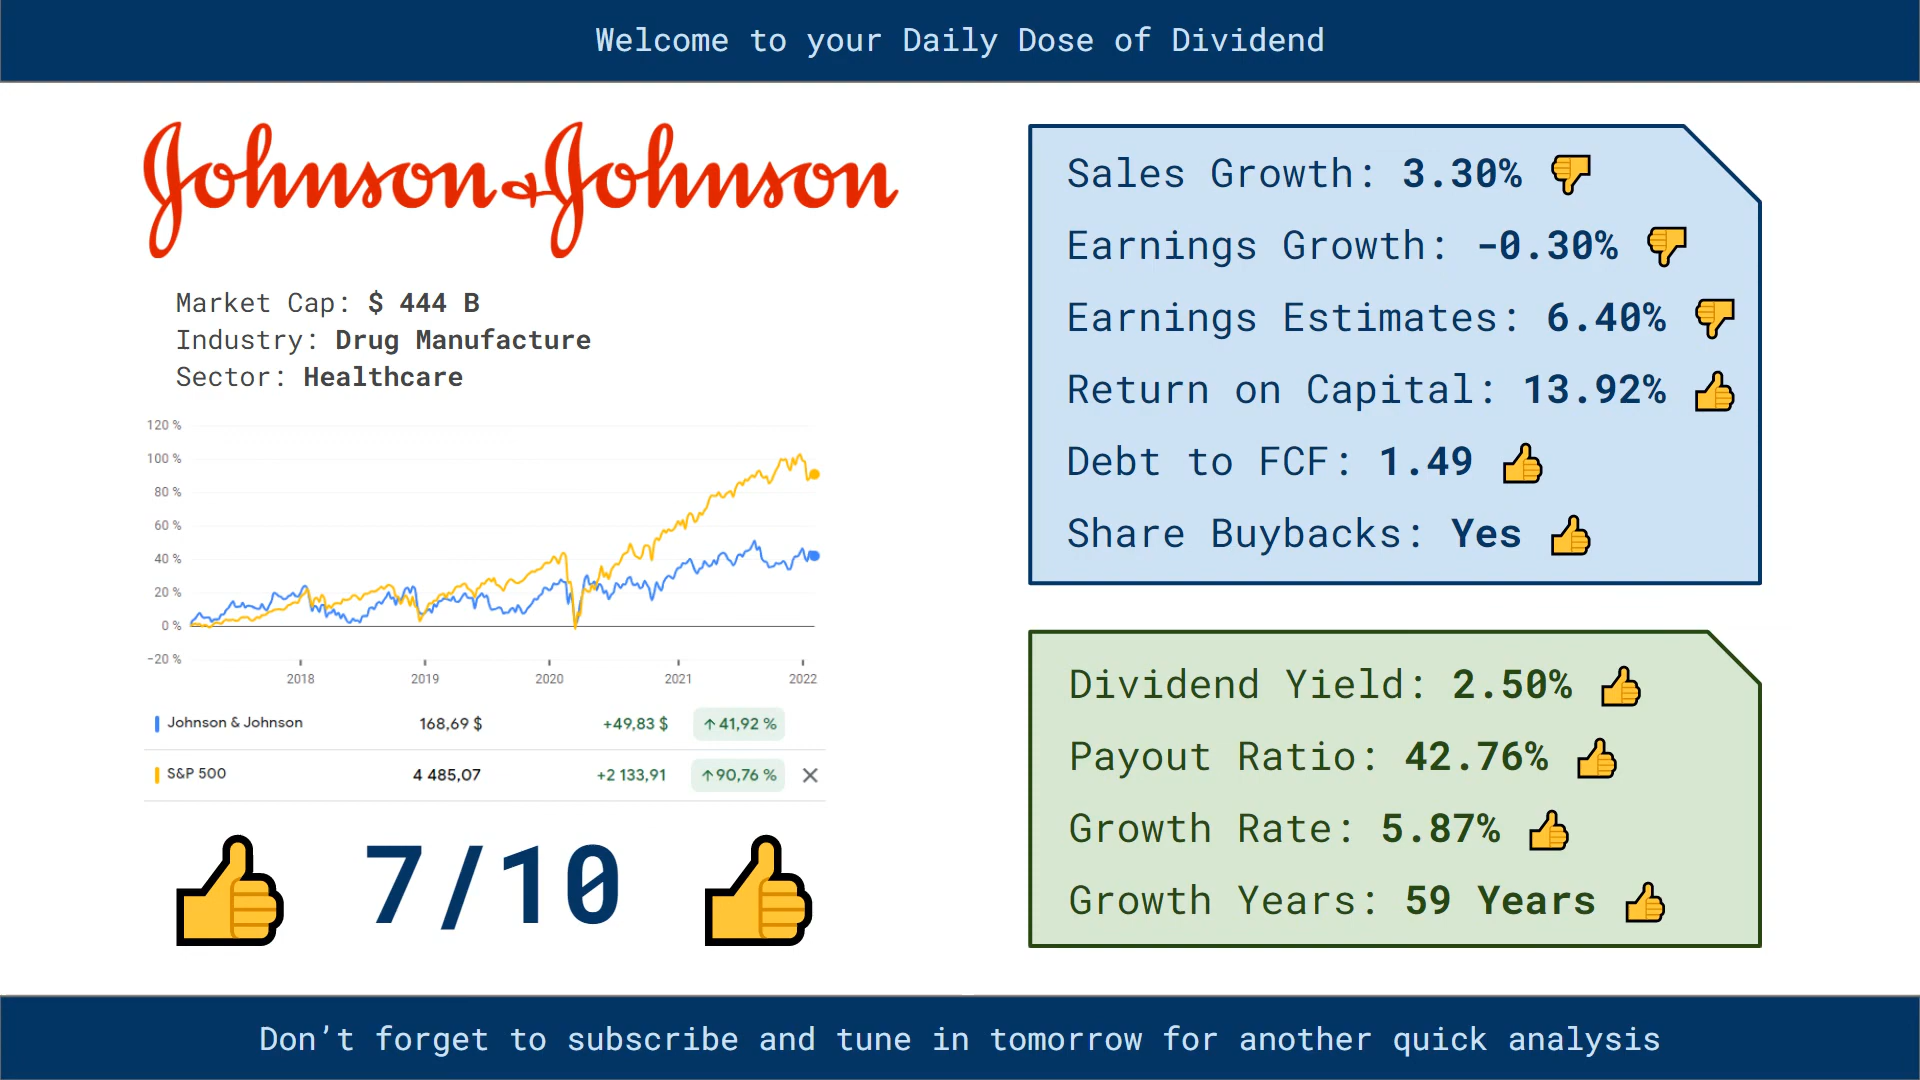 Welcome to your Daily Dose of Dividend
Johnson & Johnson
Market Cap: $ 444 B
Industry: Drug Manufacture
Sector: Healthcare
120 %
100 %
80 %
60 %
40 %
20 %
0 %
-20 %
2018 2019 2020 2021 2022
Johnson & Johnson 168,69 $ +49,83 $ ↑ 41,92 %
S&P 500 4 485,07 +2 133,91 ↑ 90,76 %
7/10
Sales Growth: 3.30%
Earnings Growth: -0.30%
Earnings Estimates: 6.40%
Return on Capital: 13.92%
Debt to FCF: 1.49
Share Buybacks: Yes
Dividend Yield: 2.50%
Payout Ratio: 42.76%
Growth Rate: 5.87%
Growth Years: 59 Years
Don't forget to subscribe and tune in tomorrow for another quick analysis